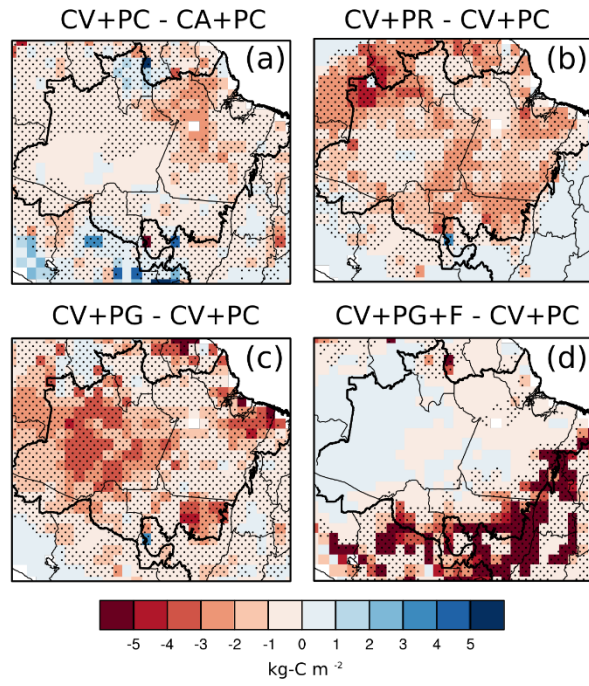 CV+PC - CA+PC
(a)
CV+PR - CV+PC
(b)
CV+PG - CV+PC
(c)
CV+PG+F - CV+PC
(d)
-5 -4 -3 -2 -1 0 1 2 3 4 5
kg-C m -2